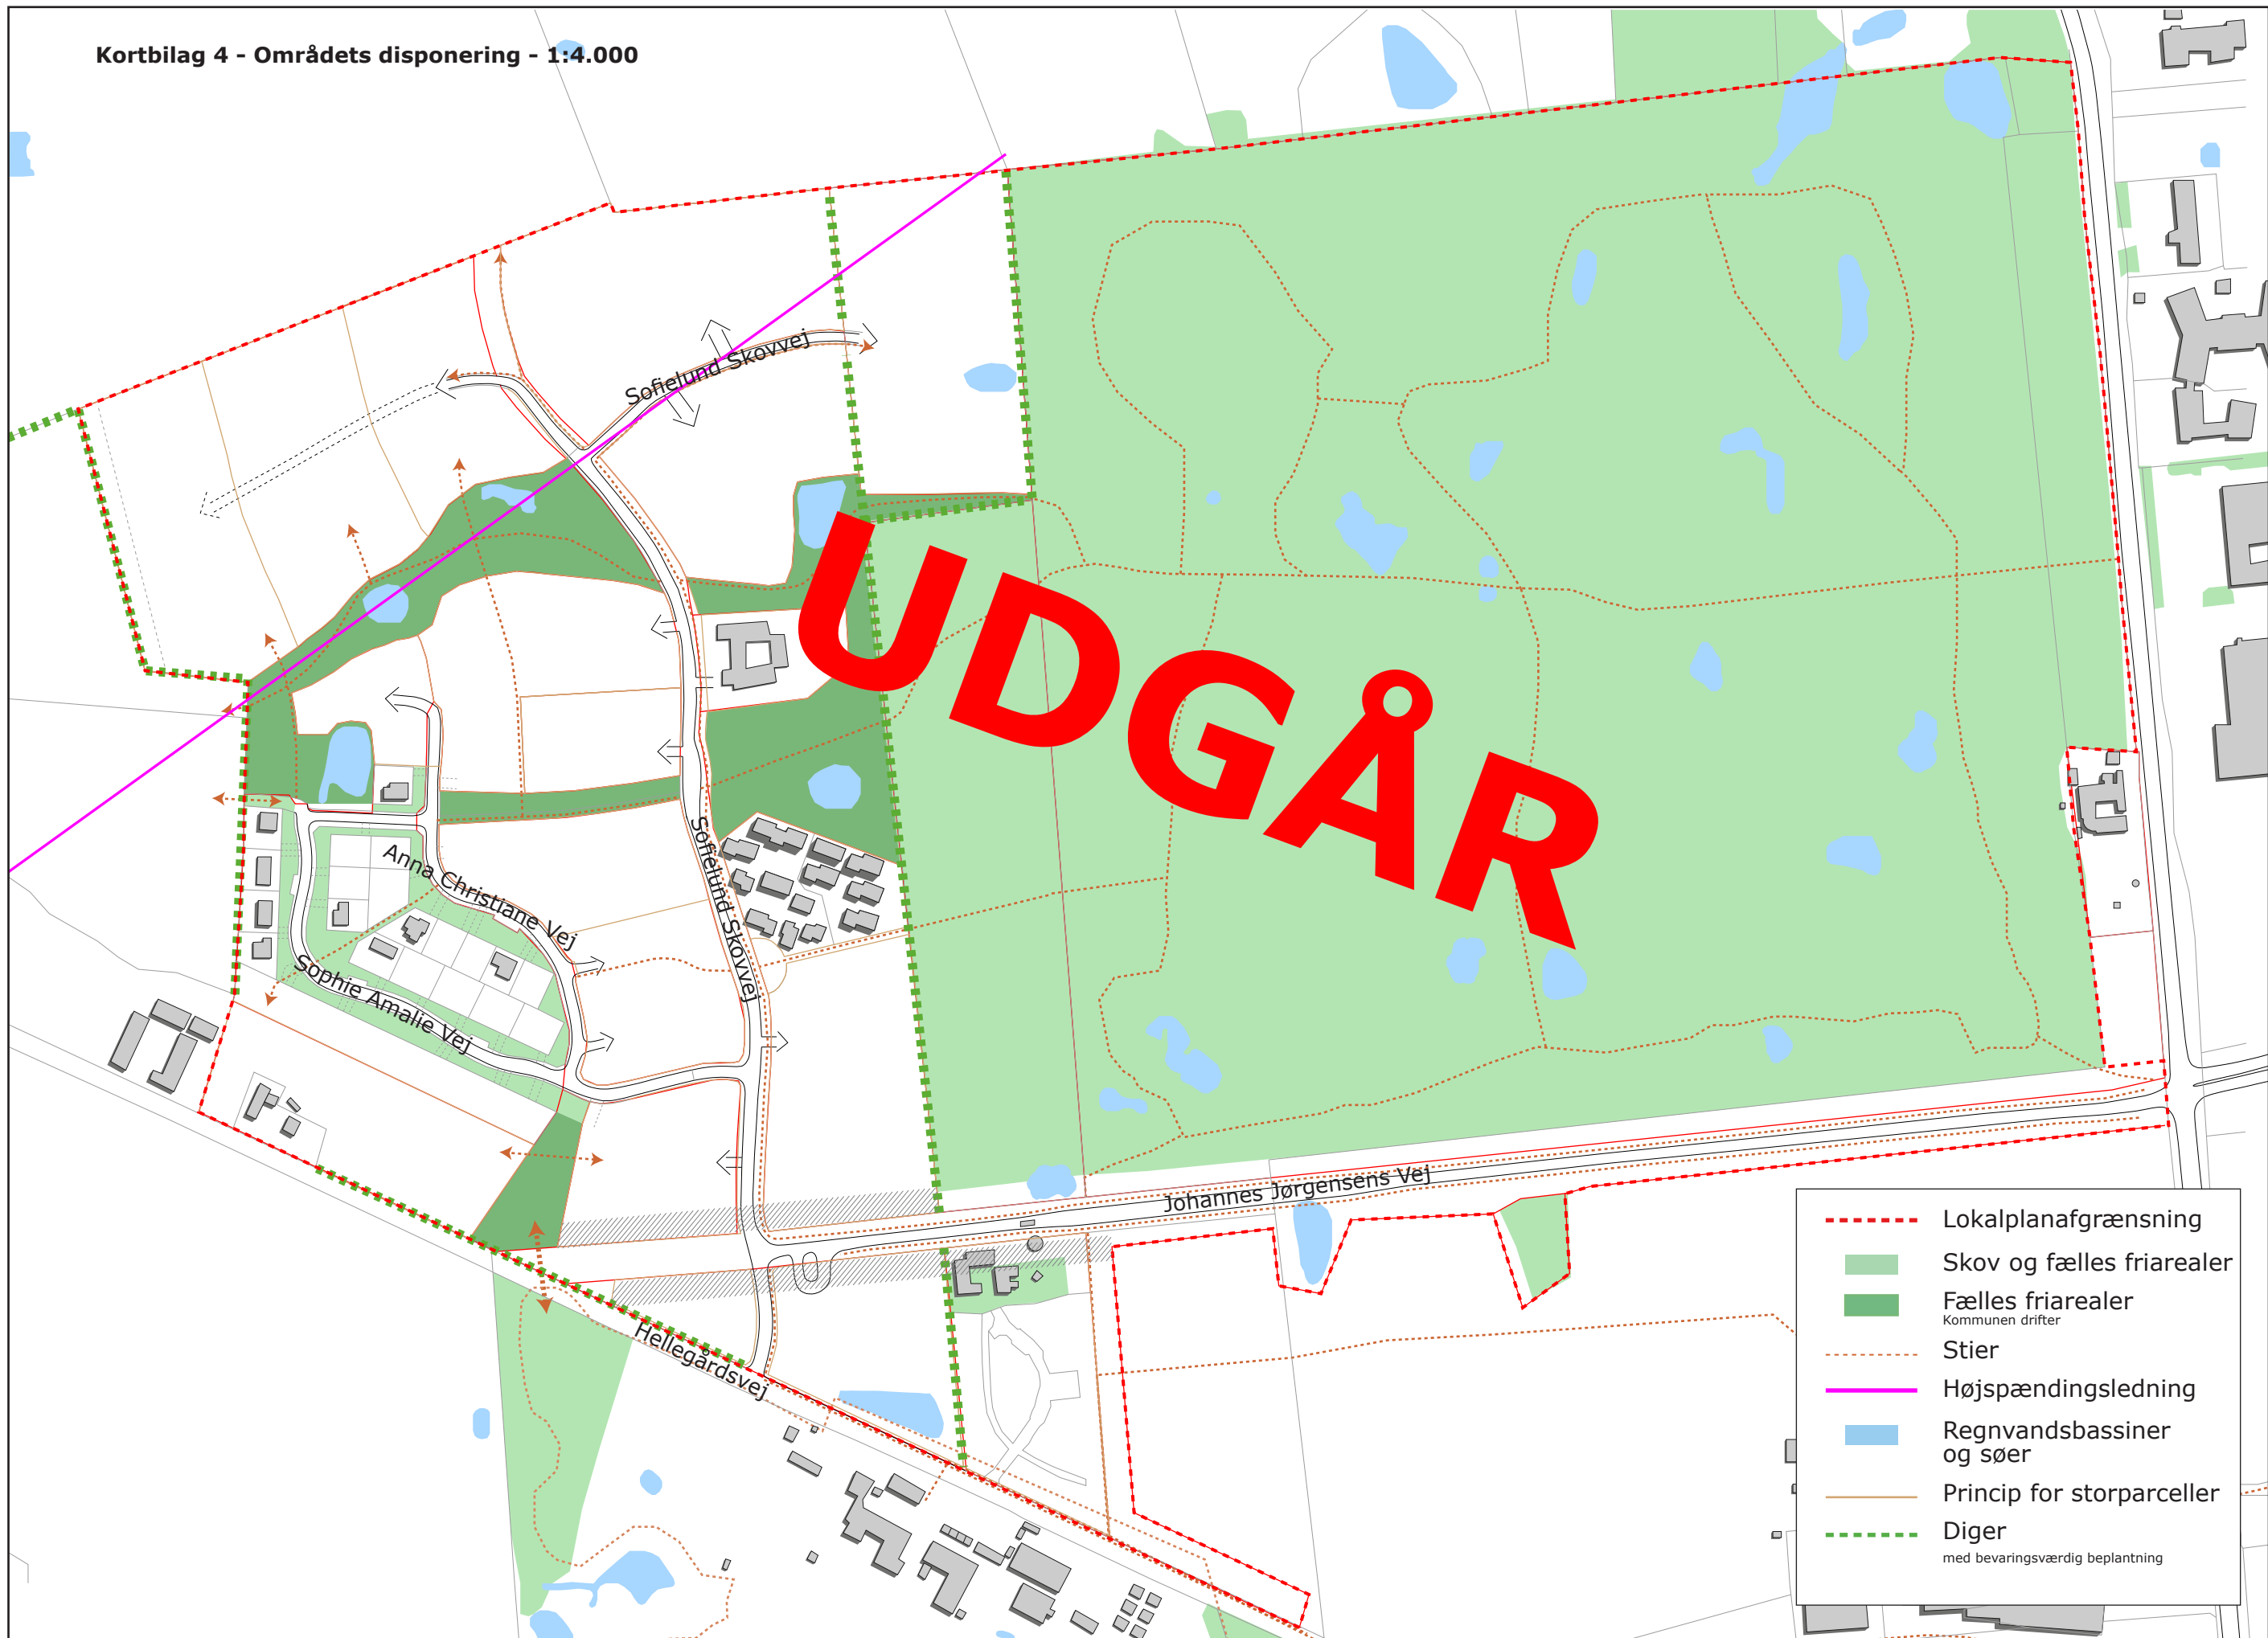 Kortbilag 4 - Områdets disponering - 1:4.000
Sofielund Skovvej
UDGÅR
Anna Christiane Vej
Sofielund Skovvej
Sophie Amalie Vej
Johannes Jørgensens Vej
Hellegårdsvej
Lokalplanafgrænsning
Skov og fælles friarealer
Fælles friarealer
Kommunen drifter
Stier
Højspændingsledning
Regnvandsbassiner
og søer
Princip for storparceller
Diger
med bevaringsværdig beplantning